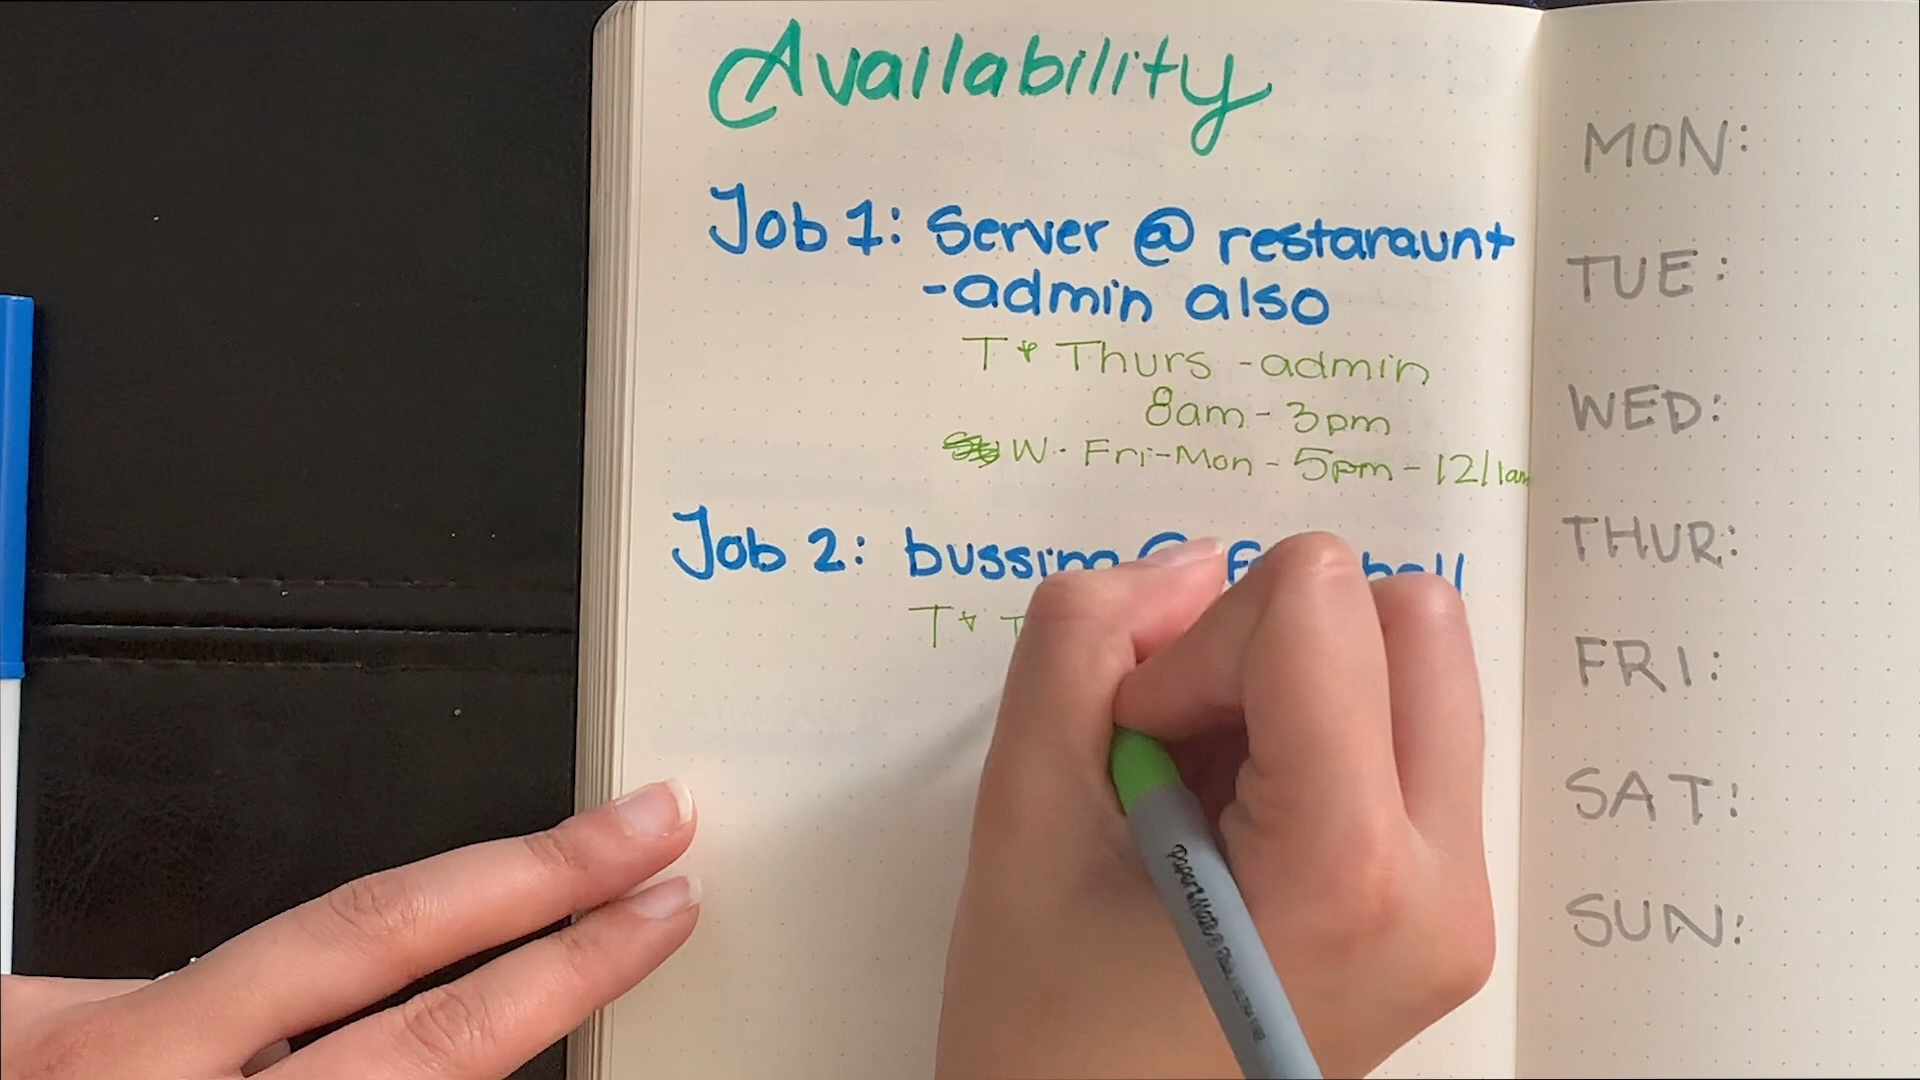 Availability
Job 1: Server @ restaraunt
-admin also
T & Thurs -admin
8am - 3pm
W · Fri-Mon - 5pm - 12/1am
Job 2: bussing @
T &
MON:
TUE:
WED:
THUR:
FRI:
SAT:
SUN:
PaperMate